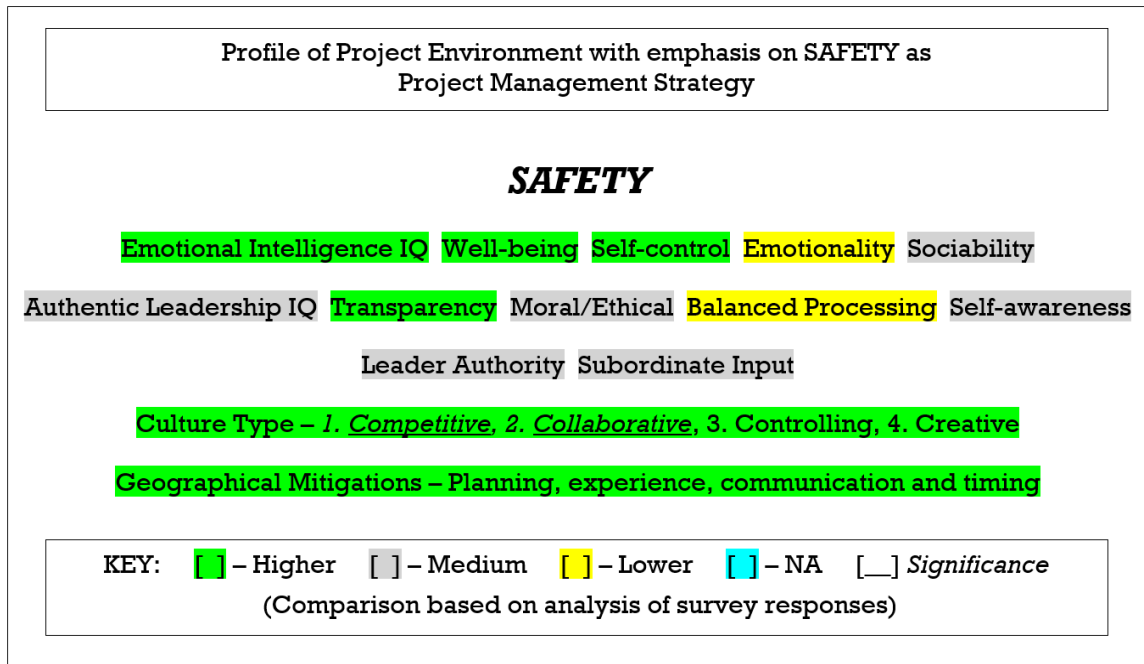 Profile of Project Environment with emphasis on SAFETY as
Project Management Strategy
SAFETY
Emotional Intelligence IQ Well-being Self-control Emotionality Sociability
Authentic Leadership IQ Transparency Moral/Ethical Balanced Processing Self-awareness
Leader Authority Subordinate Input
Culture Type – 1. Competitive, 2. Collaborative, 3. Controlling, 4. Creative
Geographical Mitigations – Planning, experience, communication and timing
KEY: [ ] – Higher [ ] – Medium [ ] – Lower [ ] – NA [__] Significance
(Comparison based on analysis of survey responses)